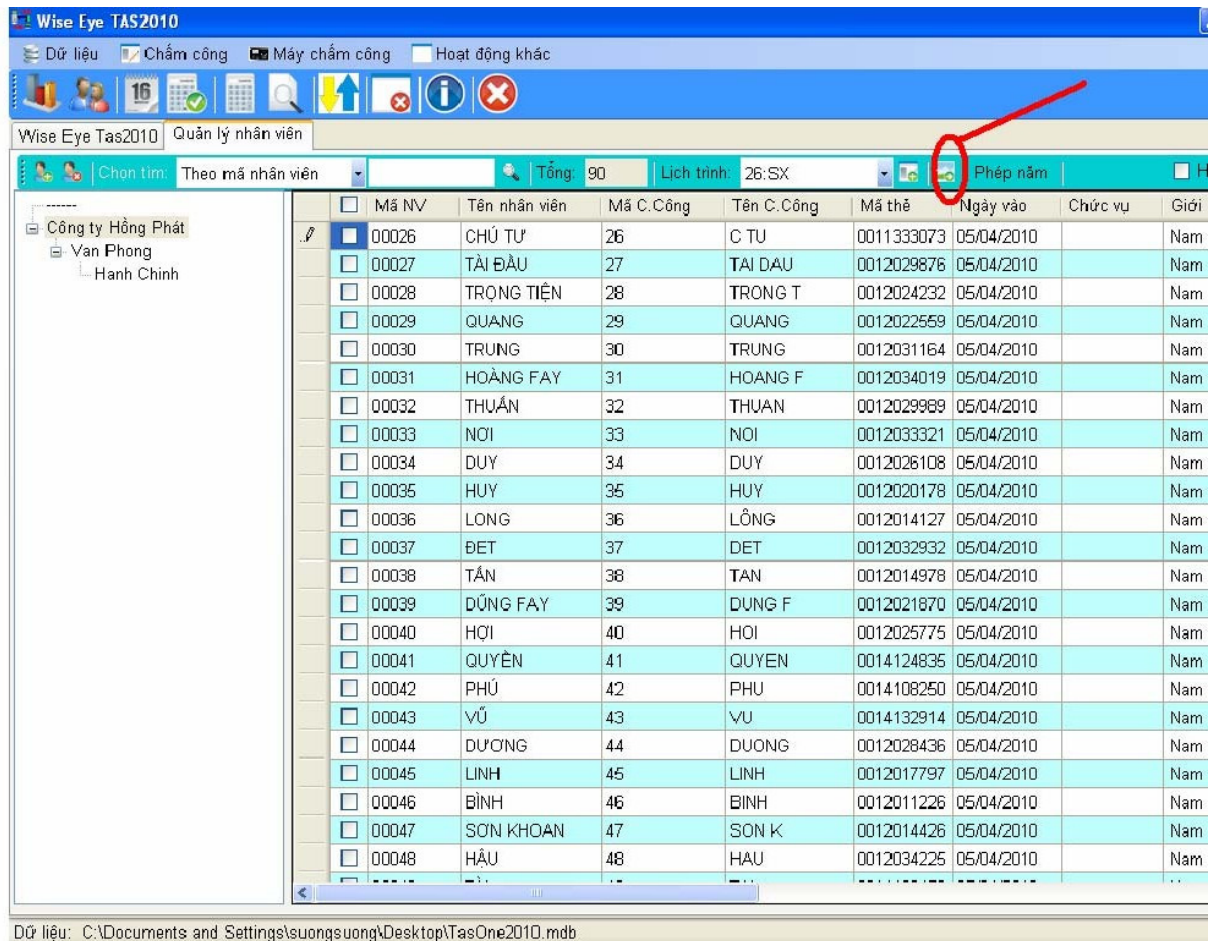 Wise Eye TAS2010
Dữ liệu Chấm công Máy chấm công Hoạt động khác
16
Wise Eye Tas2010 Quản lý nhân viên
Chọn tìm: Theo mã nhân viên Tổng: 90 Lịch trình: 26:SX Phép năm H
------
Công ty Hồng Phát
Van Phong
Hanh Chinh
Mã NV Tên nhân viên Mã C.Công Tên C.Công Mã thẻ Ngày vào Chức vụ Giới
00026 CHÚ TƯ 26 C TU 0011333073 05/04/2010 Nam
00027 TÀI ĐẦU 27 TAI DAU 0012029876 05/04/2010 Nam
00028 TRỌNG TIỆN 28 TRONG T 0012024232 05/04/2010 Nam
00029 QUANG 29 QUANG 0012022559 05/04/2010 Nam
00030 TRUNG 30 TRUNG 0012031164 05/04/2010 Nam
00031 HOÀNG FAY 31 HOANG F 0012034019 05/04/2010 Nam
00032 THUẤN 32 THUAN 0012029989 05/04/2010 Nam
00033 NƠI 33 NOI 0012033321 05/04/2010 Nam
00034 DUY 34 DUY 0012026108 05/04/2010 Nam
00035 HUY 35 HUY 0012020178 05/04/2010 Nam
00036 LONG 36 LÔNG 0012014127 05/04/2010 Nam
00037 ĐET 37 DET 0012032932 05/04/2010 Nam
00038 TẤN 38 TAN 0012014978 05/04/2010 Nam
00039 DŨNG FAY 39 DUNG F 0012021870 05/04/2010 Nam
00040 HỢI 40 HOI 0012025775 05/04/2010 Nam
00041 QUYỀN 41 QUYEN 0014124835 05/04/2010 Nam
00042 PHÚ 42 PHU 0014108250 05/04/2010 Nam
00043 VŨ 43 VU 0014132914 05/04/2010 Nam
00044 DƯƠNG 44 DUONG 0012028436 05/04/2010 Nam
00045 LINH 45 LINH 0012017797 05/04/2010 Nam
00046 BÌNH 46 BINH 0012011226 05/04/2010 Nam
00047 SƠN KHOAN 47 SON K 0012014426 05/04/2010 Nam
00048 HẬU 48 HAU 0012034225 05/04/2010 Nam
Dữ liệu: C:\Documents and Settings\suongsuong\Desktop\TasOne2010.mdb